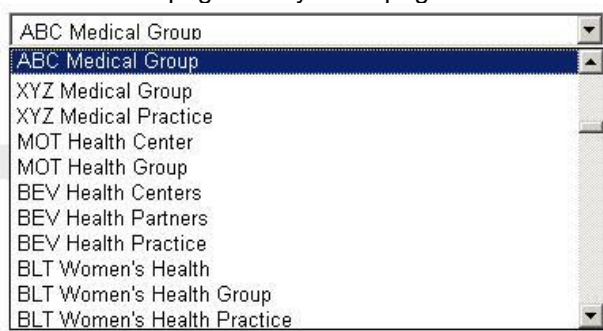 ABC Medical Group
ABC Medical Group
XYZ Medical Group
XYZ Medical Practice
MOT Health Center
MOT Health Group
BEV Health Centers
BEV Health Partners
BEV Health Practice
BLT Women's Health
BLT Women's Health Group
BLT Women's Health Practice